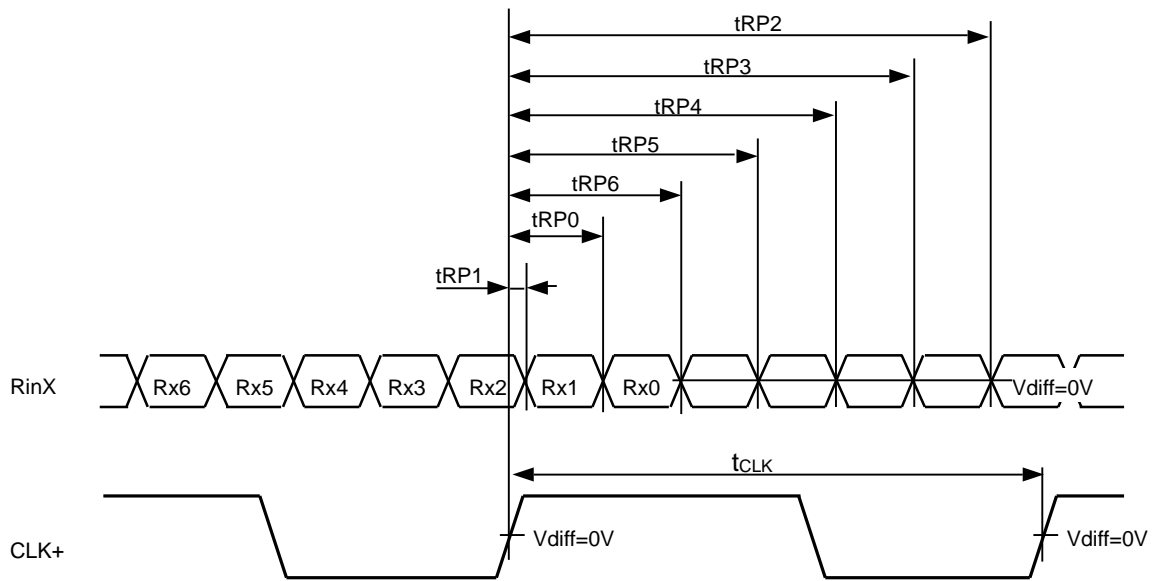 tRP2
tRP3
tRP4
tRP5
tRP6
tRP0
tRP1
RinX Rx6 Rx5 Rx4 Rx3 Rx2 Rx1 Rx0 Vdiff=0V
tCLK
CLK+ Vdiff=0V Vdiff=0V